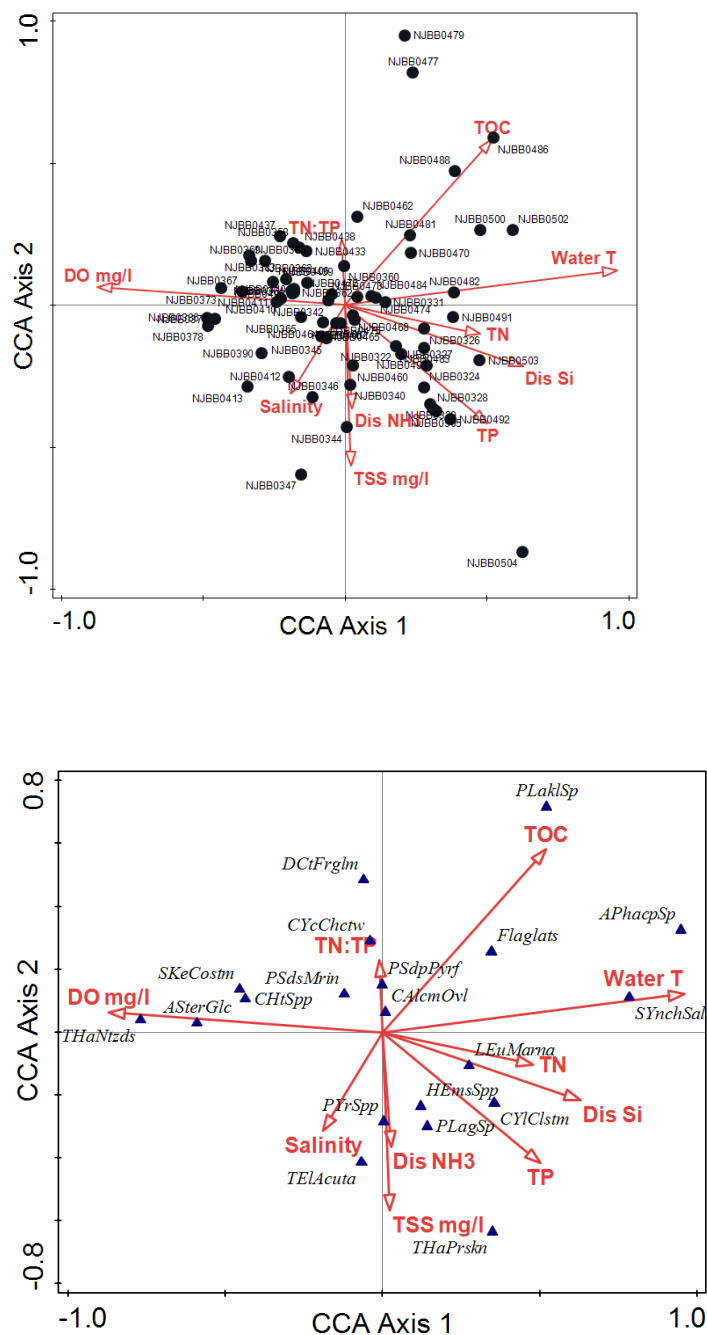 1.0
NJBB0479
NJBB0477
TOC
NJBB0486
NJBB0488
NJBB0462
NJBB0437
NJBB0481
NJBB0500
NJBB0502
TN:TP
NJBB0438
NJBB0433
NJBB0470
Water T
CCA Axis 2
DO mg/l
NJBB0367
NJBB0360
NJBB0484
NJBB0482
NJBB0373
NJBB0331
NJBB0342
NJBB0474
NJBB0491
TN
NJBB0378
NJBB0365
NJBB0468
NJBB0326
NJBB0390
NJBB0345
NJBB0322
NJBB0327
NJBB0503
Dis Si
NJBB0412
NJBB0460
NJBB0324
NJBB0413
NJBB0346
NJBB0340
NJBB0328
Salinity
Dis NH3
NJBB0492
TP
NJBB0344
TSS mg/l
NJBB0347
NJBB0504
-1.0
-1.0
CCA Axis 1
1.0
0.8
PLaklSp
TOC
DCtFrglm
APhacpSp
CYcChctw
Flaglats
TN:TP
SKeCostm
PSdsMrin
PSdpPyrf
Water T
DO mg/l
CHtSpp
CAlcmOvl
SYnchSal
ASterGlc
THaNtzds
CCA Axis 2
LEuMarna
TN
HEmsSpp
PYrSpp
CYlClstm
Dis Si
Salinity
PLagSp
Dis NH3
TP
TElAcuta
TSS mg/l
THaPrskn
-0.8
-1.0
CCA Axis 1
1.0